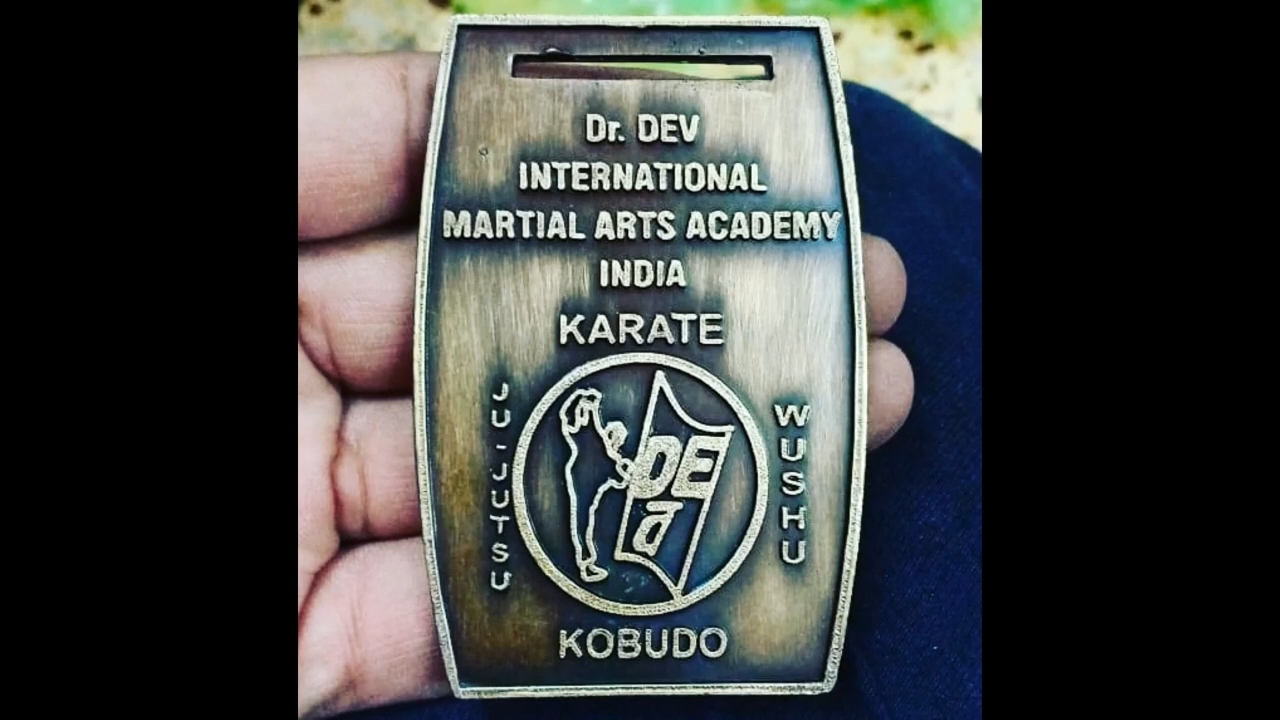 Dr. DEV
INTERNATIONAL
MARTIAL ARTS ACADEMY
INDIA
KARATE
JU-JUTSU
DE
व
WUSHU
KOBUDO